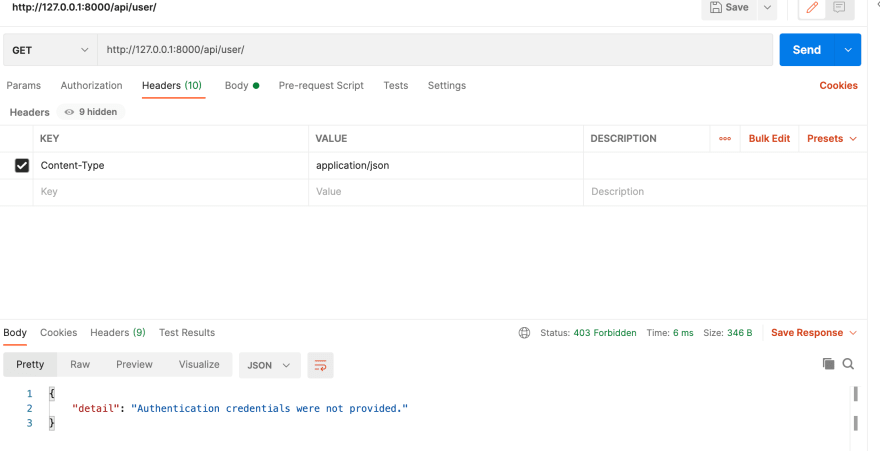 http://127.0.0.1:8000/api/user/ Save
GET http://127.0.0.1:8000/api/user/ Send
Params Authorization Headers (10) Body Pre-request Script Tests Settings Cookies
Headers 9 hidden
KEY VALUE DESCRIPTION Bulk Edit Presets
Content-Type application/json
Key Value Description
Body Cookies Headers (9) Test Results Status: 403 Forbidden Time: 6 ms Size: 346 B Save Response
Pretty Raw Preview Visualize JSON
1 {
2 "detail": "Authentication credentials were not provided."
3 }